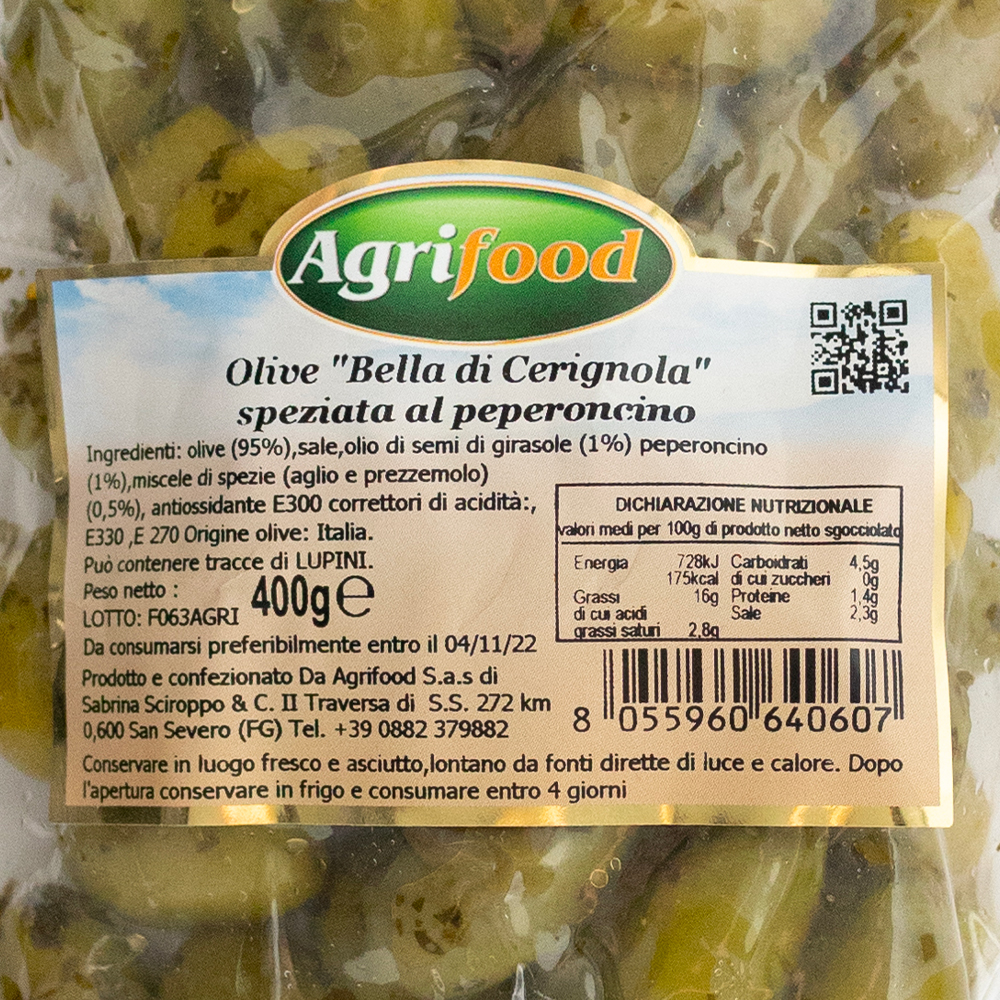 Agrifood
Olive "Bella di Cerignola"
speziata al peperoncino
Ingredienti: olive (95%),sale,olio di semi di girasole (1%) peperoncino
(1%),miscele di spezie (aglio e prezzemolo)
(0,5%), antiossidante E300 correttori di acidità:,
E330 ,E 270 Origine olive: Italia.
Può contenere tracce di LUPINI.
Peso netto :
400g℮
LOTTO: F063AGRI
Da consumarsi preferibilmente entro il 04/11/22
Prodotto e confezionato Da Agrifood S.a.s di
Sabrina Sciroppo & C. II Traversa di S.S. 272 km
0,600 San Severo (FG) Tel. +39 0882 379882
DICHIARAZIONE NUTRIZIONALE
valori medi per 100g di prodotto netto sgocciolato
Energia 728kJ Carboidrati 4,5g
175kcal di cui zuccheri 0g
Grassi 16g Proteine 1,4g
di cui acidi Sale 2,3g
grassi saturi 2,8g
8 055960 640607
Conservare in luogo fresco e asciutto,lontano da fonti dirette di luce e calore. Dopo
l'apertura conservare in frigo e consumare entro 4 giorni